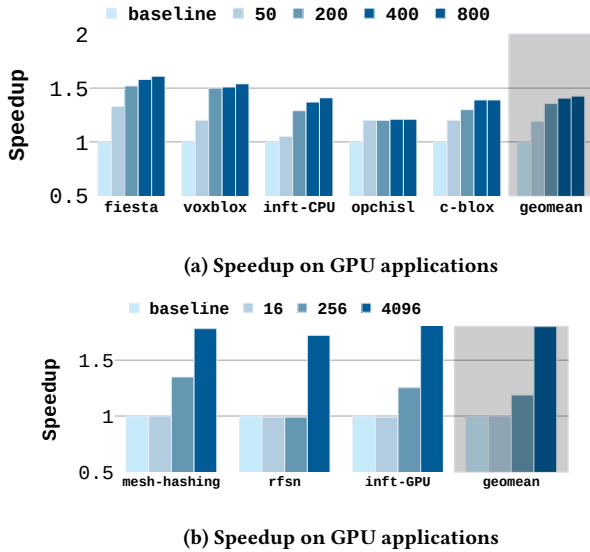 baseline 50 200 400 800
2
1.5
1
0.5
Speedup
fiesta voxblox inft-CPU opchisl c-blox geomean
(a) Speedup on GPU applications
baseline 16 256 4096
1.5
1
0.5
Speedup
mesh-hashing rfsn inft-GPU geomean
(b) Speedup on GPU applications